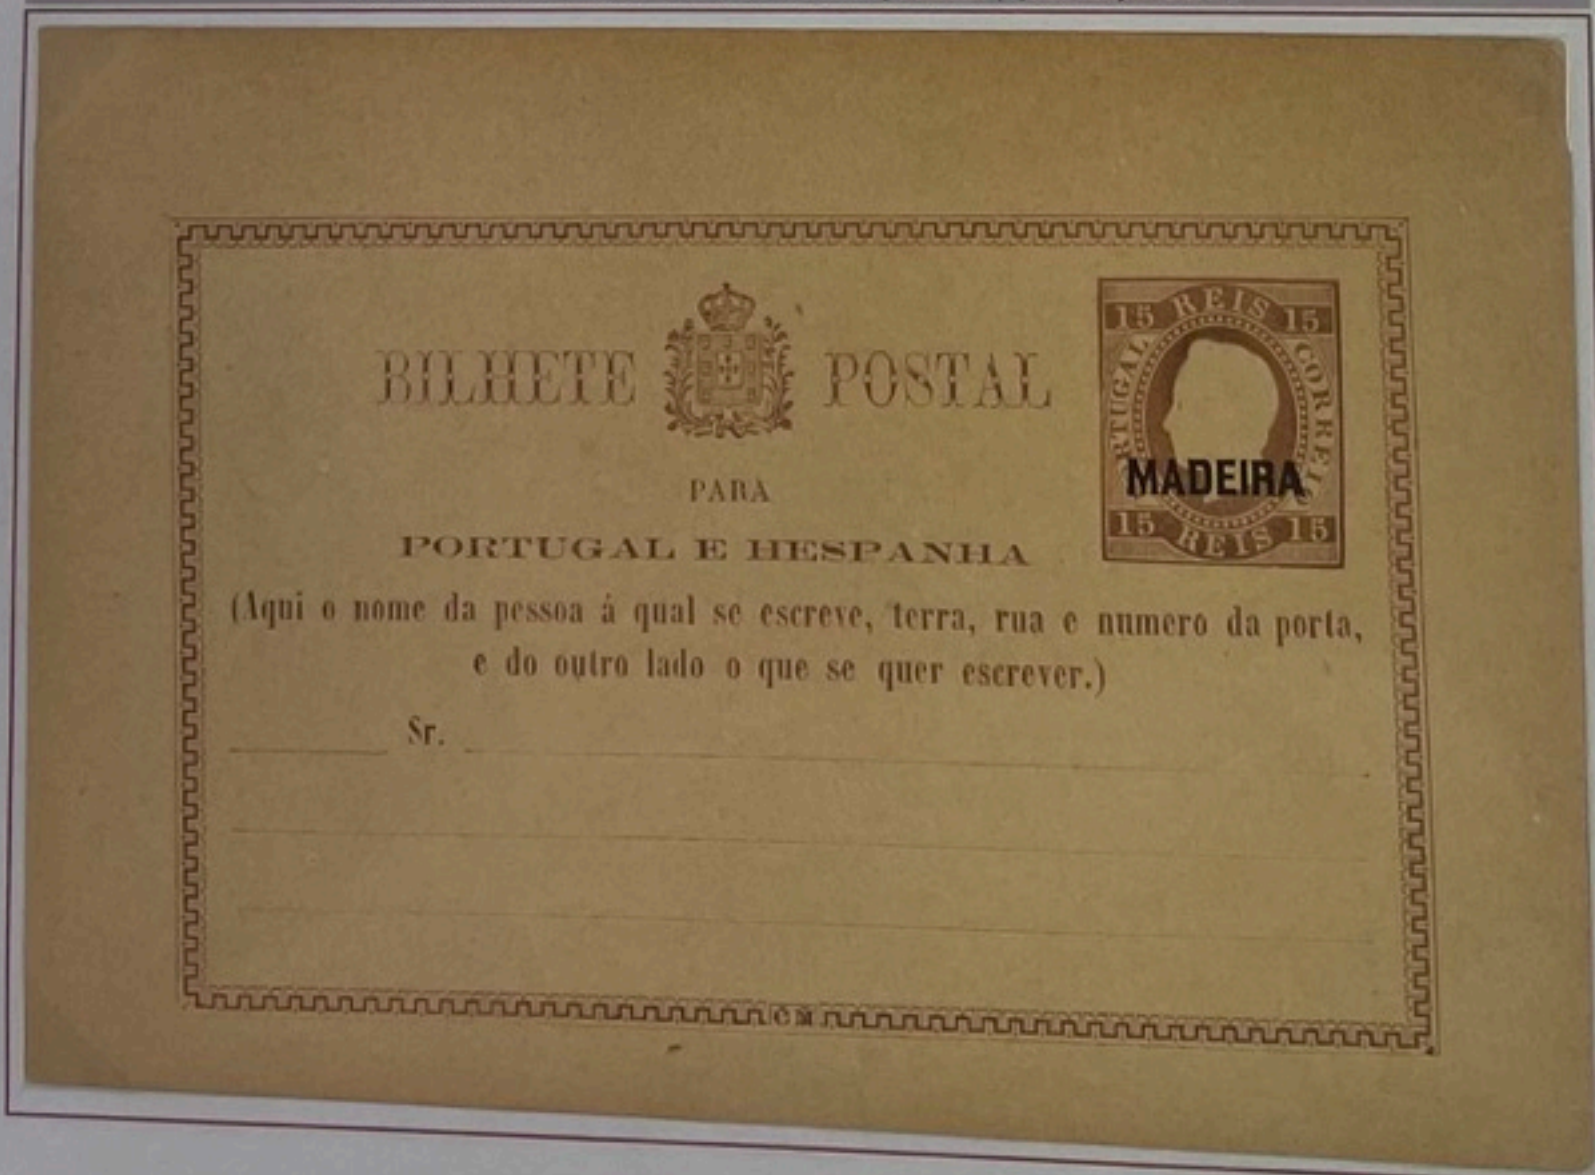 BILHETE POSTAL
PARA
PORTUGAL E HESPANHA
(Aqui o nome da pessoa á qual se escreve, terra, rua e numero da porta,
e do outro lado o que se quer escrever.)
Sr.
15 REIS 15
PORTUGAL CORREIO
MADEIRA
15 REIS 15
CM